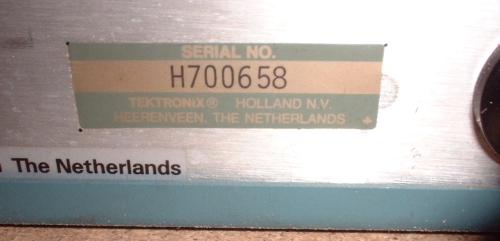 SERIAL NO.
H700658
TEKTRONIX® HOLLAND N.V.
HEERENVEEN, THE NETHERLANDS
The Netherlands